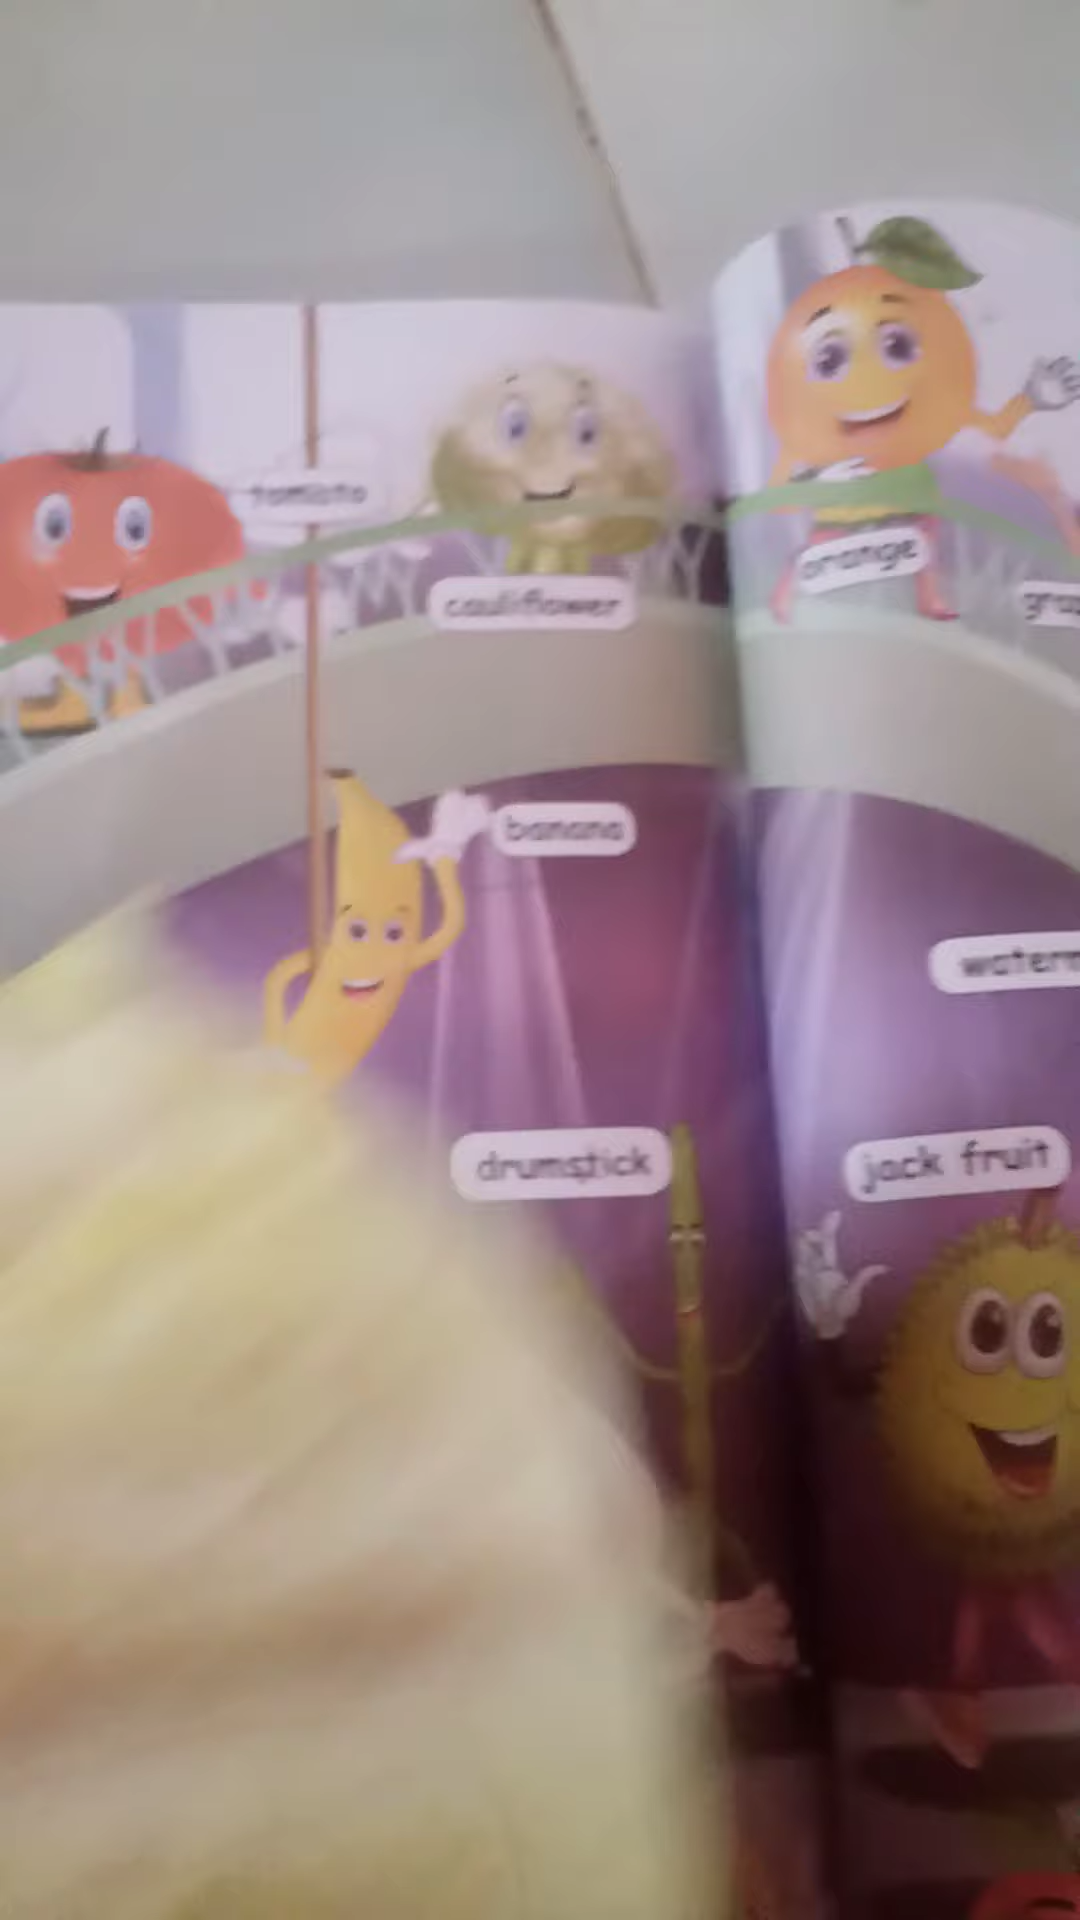 tomato
cauliflower
orange
banana
drumstick
jack fruit